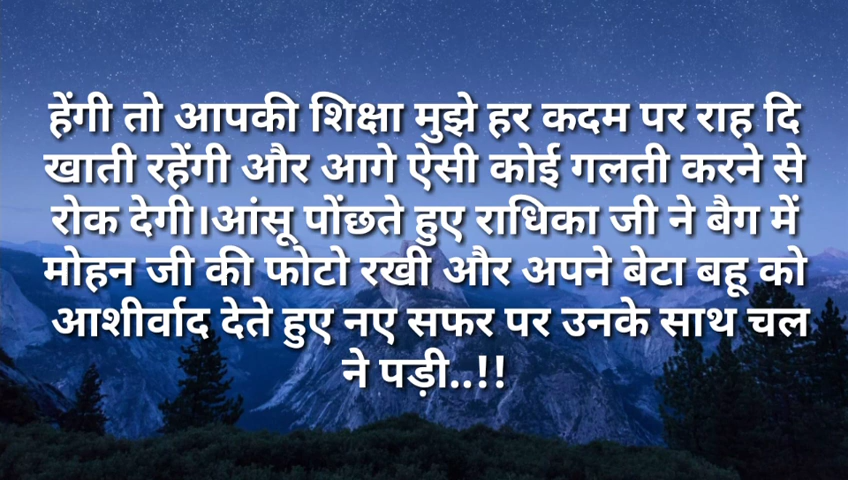 हेंगी तो आपकी शिक्षा मुझे हर कदम पर राह दि
खाती रहेंगी और आगे ऐसी कोई गलती करने से
रोक देगी।आंसू पोंछते हुए राधिका जी ने बैग में
मोहन जी की फोटो रखी और अपने बेटा बहू को
आशीर्वाद देते हुए नए सफर पर उनके साथ चल
ने पड़ी..!!